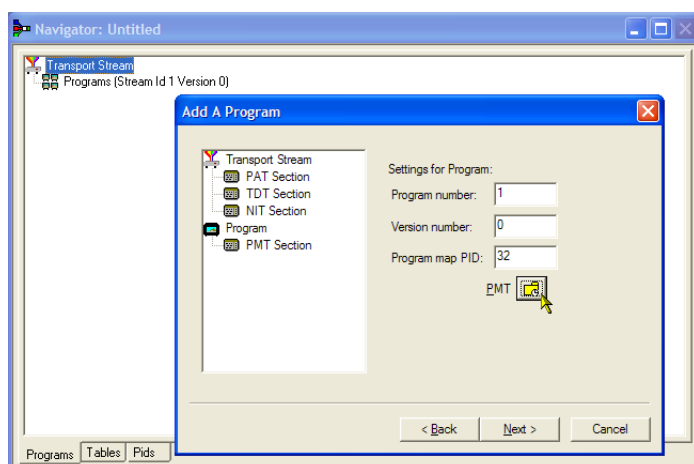 Navigator: Untitled
Transport Stream
Programs (Stream Id 1 Version 0)
Add A Program
Transport Stream
PAT Section
TDT Section
NIT Section
Program
PMT Section
Settings for Program:
Program number: 1
Version number: 0
Program map PID: 32
PMT
< Back Next > Cancel
Programs Tables Pids